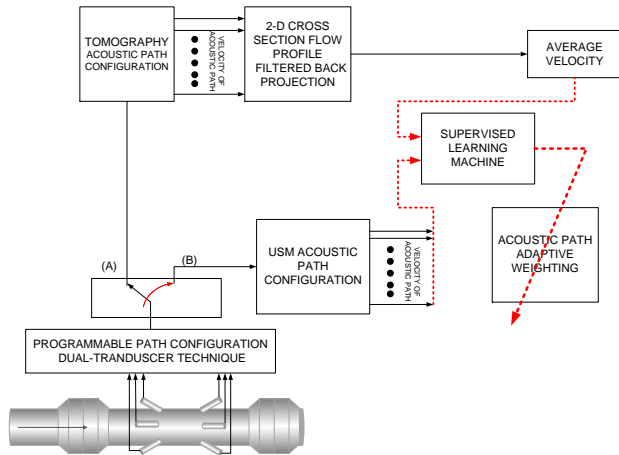 TOMOGRAPHY
ACOUSTIC PATH
CONFIGURATION
VELOCITY OF
ACOUSTIC PATH
2-D CROSS
SECTION FLOW
PROFILE
FILTERED BACK
PROJECTION
AVERAGE
VELOCITY
SUPERVISED
LEARNING
MACHINE
ACOUSTIC PATH
ADAPTIVE
WEIGHTING
(A)
(B)
USM ACOUSTIC
PATH
CONFIGURATION
VELOCITY OF
ACOUSTIC PATH
PROGRAMMABLE PATH CONFIGURATION
DUAL-TRANDUSCER TECHNIQUE